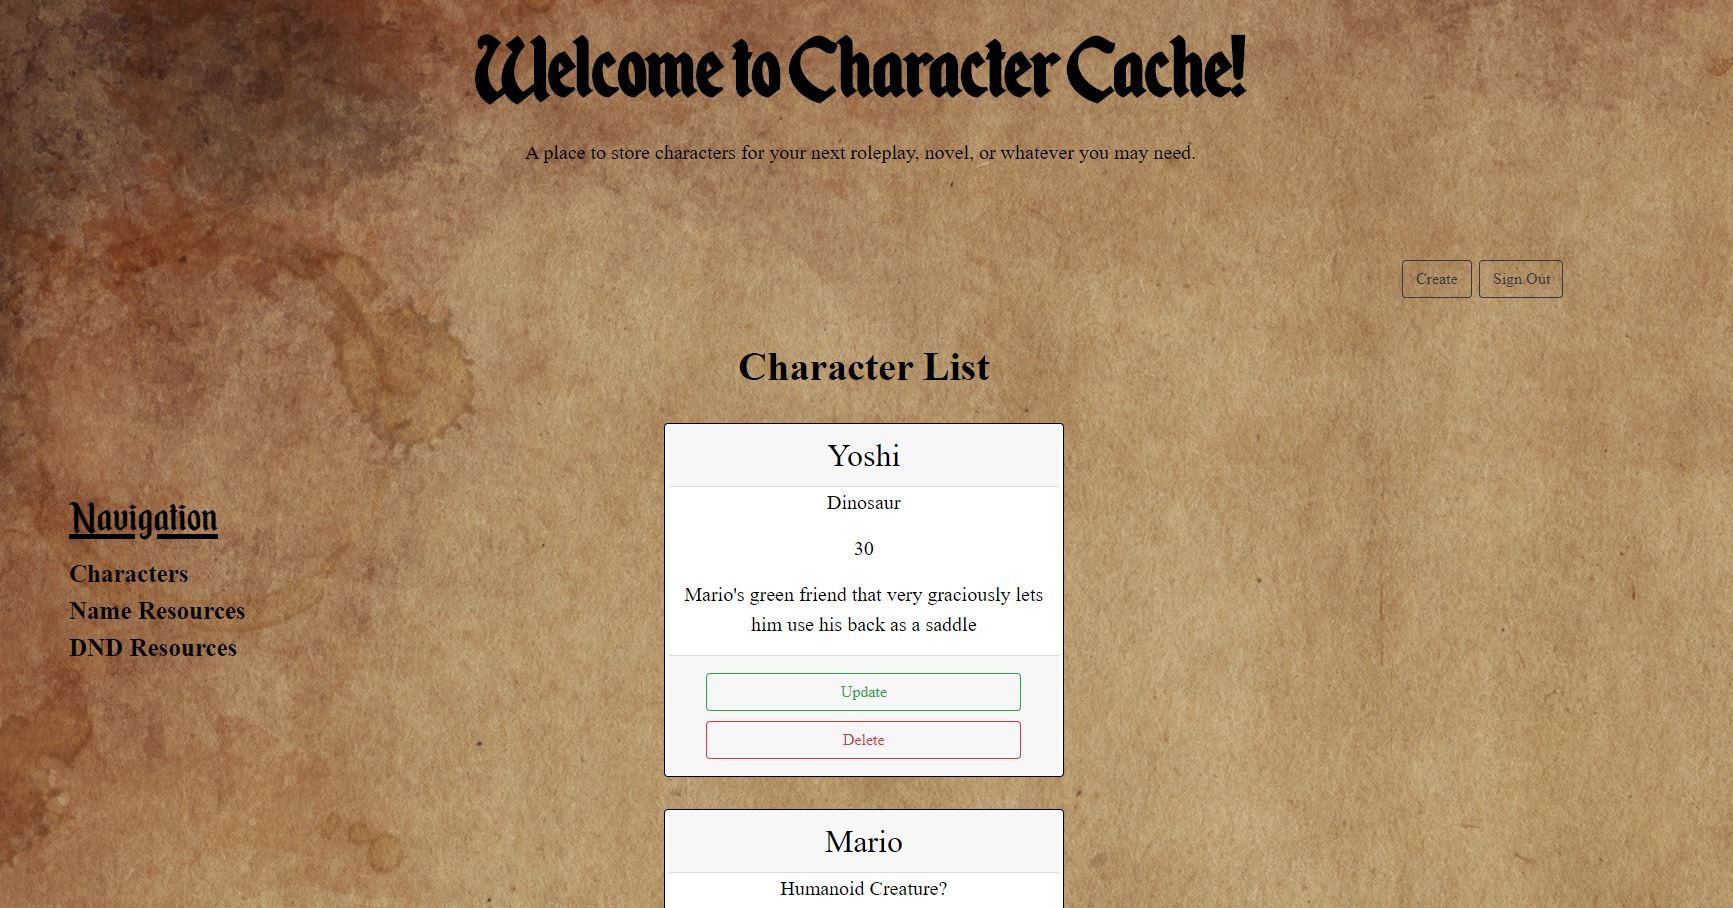 Welcome to Character Cache!
A place to store characters for your next roleplay, novel, or whatever you may need.
Create
Sign Out
Character List
Yoshi
Dinosaur
30
Mario's green friend that very graciously lets
him use his back as a saddle
Update
Delete
Navigation
Characters
Name Resources
DND Resources
Mario
Humanoid Creature?